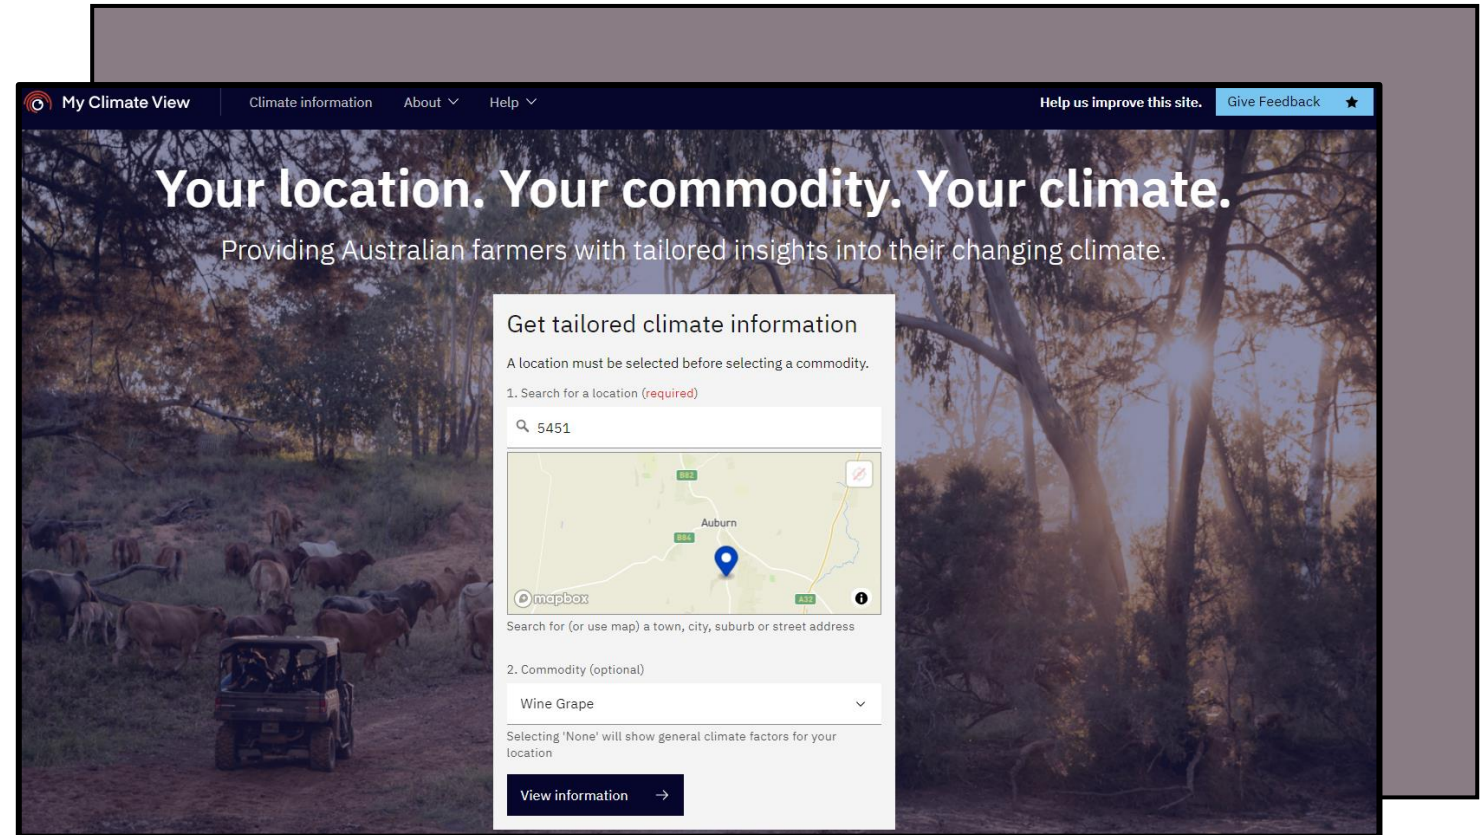 My Climate View
Climate information
About
Help
Help us improve this site.
Give Feedback
Your location. Your commodity. Your climate.
Providing Australian farmers with tailored insights into their changing climate.
Get tailored climate information
A location must be selected before selecting a commodity.
1. Search for a location (required)
5451
B82
Auburn
B84
mapbox
A32
Search for (or use map) a town, city, suburb or street address
2. Commodity (optional)
Wine Grape
Selecting 'None' will show general climate factors for your
location
View information